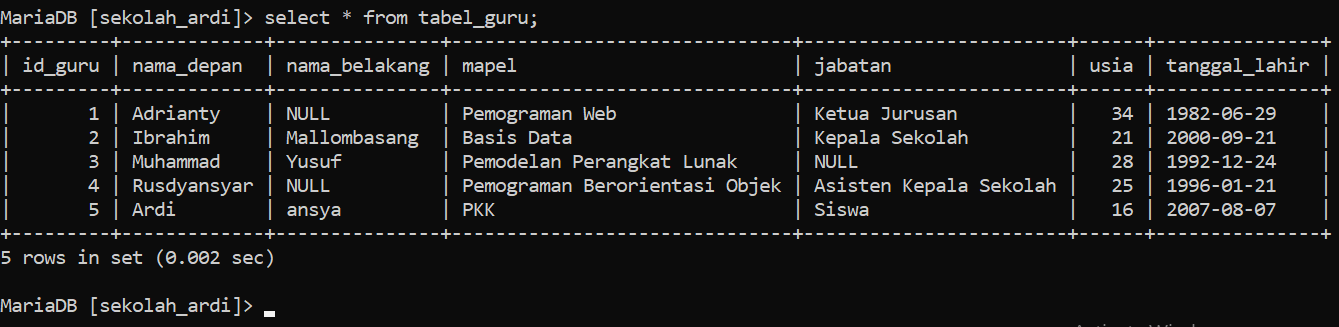 MariaDB [sekolah_ardi]> select * from tabel_guru;
+---------+-------------+---------------+-----------------------------+------------------------+------+---------------+
| id_guru | nama_depan  | nama_belakang | mapel                       | jabatan                | usia | tanggal_lahir |
+---------+-------------+---------------+-----------------------------+------------------------+------+---------------+
|       1 | Adrianty    | NULL          | Pemograman Web              | Ketua Jurusan          |   34 | 1982-06-29    |
|       2 | Ibrahim     | Mallombasang  | Basis Data                  | Kepala Sekolah         |   21 | 2000-09-21    |
|       3 | Muhammad    | Yusuf         | Pemodelan Perangkat Lunak   | NULL                   |   28 | 1992-12-24    |
|       4 | Rusdyansyar | NULL          | Pemograman Berorientasi Objek | Asisten Kepala Sekolah |   25 | 1996-01-21    |
|       5 | Ardi        | ansya         | PKK                         | Siswa                  |   16 | 2007-08-07    |
+---------+-------------+---------------+-----------------------------+------------------------+------+---------------+
5 rows in set (0.002 sec)
MariaDB [sekolah_ardi]>